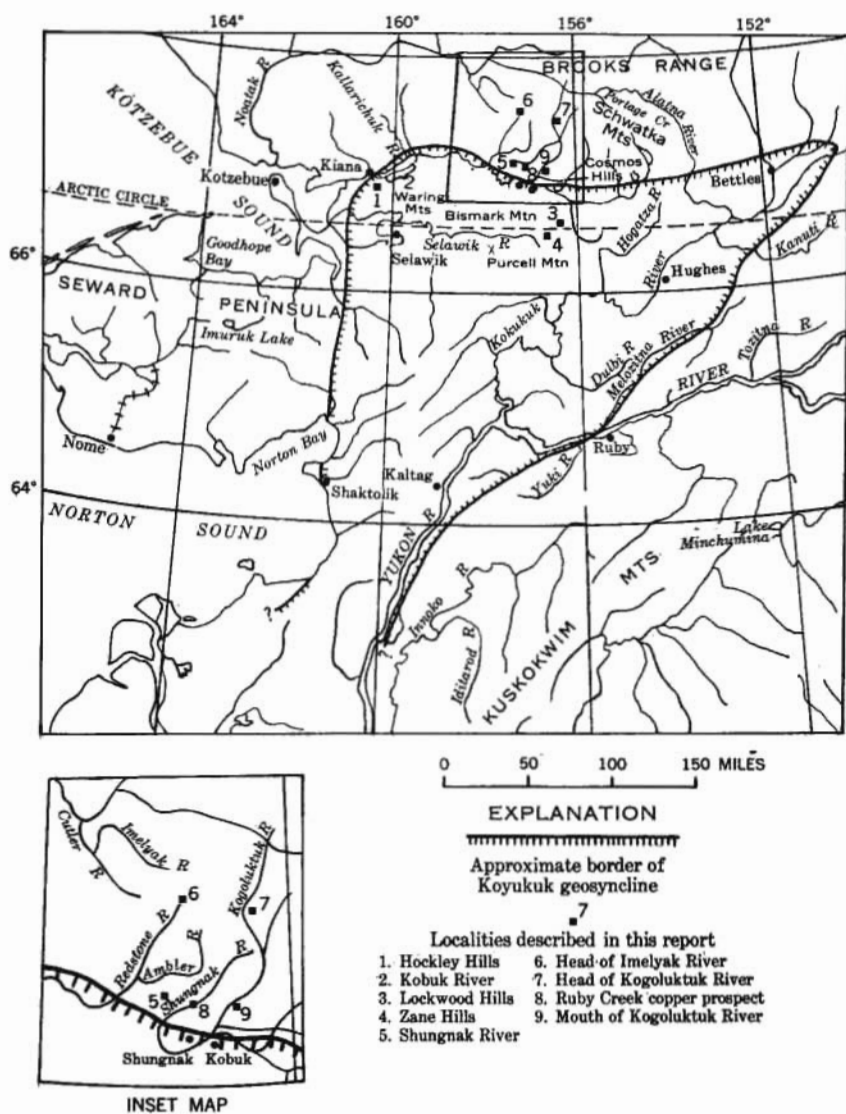 164° 160° 156° 152°
BROOKS RANGE
Noatak R
Kallarichuk R
KOTZEBUE SOUND
6
7
Portage Cr
Alatna River
Schwatka Mts
Kiana
Kotzebue
2
5
9
8
Cosmos Hills
Bettles
ARCTIC CIRCLE
1
Waring Mts
Bismark Mtn
3
Hogatza R
66°
Goodhope Bay
2
Selawik
Selawik R
4
Purcell Mtn
Kanuti R
River
Hughes
SEWARD PENINSULA
Imuruk Lake
Kokukuk
Dulbi R
Melozitna River
Tozitna R
RIVER
Nome
Norton Bay
Ruby
64°
Shaktolik
Kaltag
Yuki R
NORTON SOUND
YUKON R
Lake Minchumina
?
Innoko R
MTS
?
Iditarod R
KUSKOKWIM
0 50 100 150 MILES
EXPLANATION
Approximate border of
Koyukuk geosyncline
7
Localities described in this report
1. Hockley Hills
2. Kobuk River
3. Lockwood Hills
4. Zane Hills
5. Shungnak River
6. Head of Imelyak River
7. Head of Kogoluktuk River
8. Ruby Creek copper prospect
9. Mouth of Kogoluktuk River
Cutler R
Imelyak R
Kogoluktuk R
6
7
Redstone R
Ambler R
Shungnak R
5
8
9
Shungnak Kobuk
INSET MAP